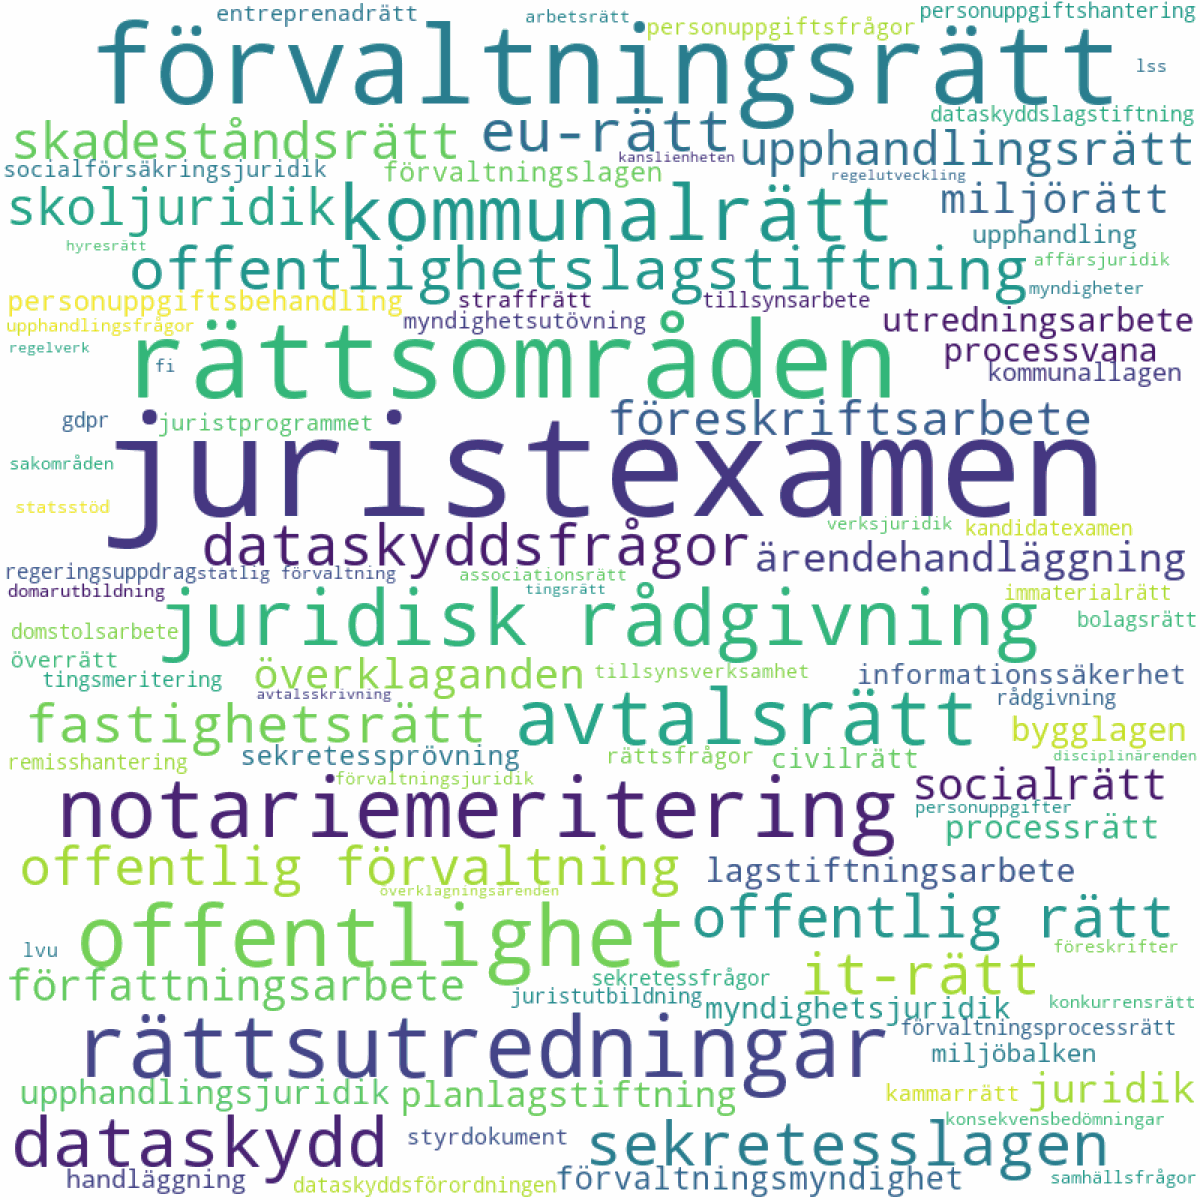 entreprenadrätt
arbetsrätt
personuppgiftsfrågor
personuppgiftshantering
förvaltningsrätt
lss
dataskyddslagstiftning
skadeståndsrätt
eu-rätt
upphandlingsrätt
kanslienheten
socialförsäkringsjuridik
förvaltningslagen
regelutveckling
skoljuridik
kommunalrätt
miljörätt
hyresrätt
upphandling
offentlighetslagstiftning
affärsjuridik
myndigheter
personuppgiftsbehandling
straffrätt
tillsynsarbete
upphandlingsfrågor
myndighetsutövning
utredningsarbete
regelverk
rättsområden
processvana
fi
kommunallagen
gdpr
juristprogrammet
föreskriftsarbete
sakområden
juristexamen
statsstöd
verksjuridik
kandidatexamen
dataskyddsfrågor
ärendehandläggning
regeringsuppdrag
statlig förvaltning
associationsrätt
domarutbildning
tingsrätt
immaterialrätt
juridisk rådgivning
bolagsrätt
domstolsarbete
överrätt
överklaganden
tillsynsverksamhet
informationssäkerhet
tingsmeritering
avtalsskrivning
rådgivning
fastighetsrätt
avtalsrätt
bygglagen
sekretessprövning
rättsfrågor
civilrätt
disciplinärenden
remisshantering
förvaltningsjuridik
notariemeritering
socialrätt
personuppgifter
processrätt
offentlig förvaltning
lagstiftningsarbete
överklagningsärenden
offentlighet
offentlig rätt
lvu
föreskrifter
författningsarbete
sekretessfrågor
it-rätt
juristutbildning
myndighetsjuridik
konkurrensrätt
rättsutredningar
förvaltningsprocessrätt
miljöbalken
upphandlingsjuridik
planlagstiftning
kammarrätt
juridik
konsekvensbedömningar
dataskydd
styrdokument
sekretesslagen
handläggning
dataskyddsförordningen
förvaltningsmyndighet
samhällsfrågor